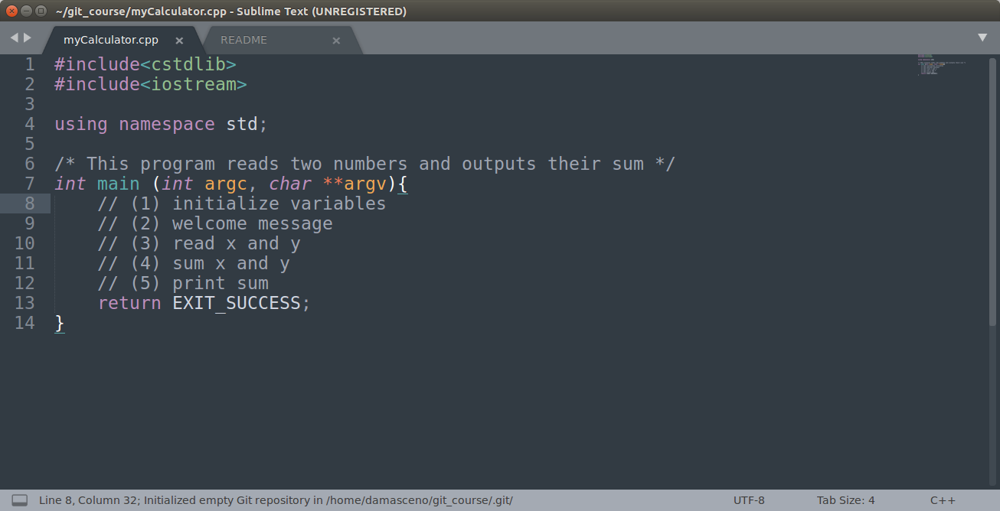 ~/git_course/myCalculator.cpp - Sublime Text (UNREGISTERED)
myCalculator.cpp
README
1 #include<cstdlib>
2 #include<iostream>
3
4 using namespace std;
5
6 /* This program reads two numbers and outputs their sum */
7 int main (int argc, char **argv){
8     // (1) initialize variables
9     // (2) welcome message
10     // (3) read x and y
11     // (4) sum x and y
12     // (5) print sum
13     return EXIT_SUCCESS;
14 }
Line 8, Column 32; Initialized empty Git repository in /home/damasceno/git_course/.git/
UTF-8
Tab Size: 4
C++